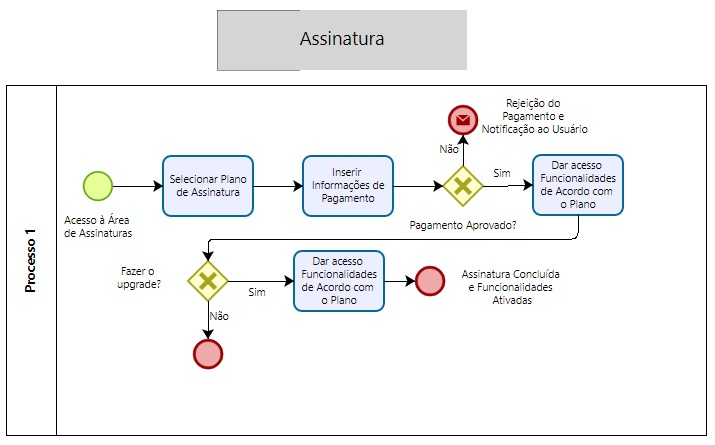 Assinatura
Processo 1
Acesso à Área
de Assinaturas
Selecionar Plano
de Assinatura
Inserir
Informações de
Pagamento
Pagamento Aprovado?
Não
Rejeição do
Pagamento e
Notificação ao Usuário
Sim
Dar acesso
Funcionalidades
de Acordo com
o Plano
Fazer o
upgrade?
Não
Sim
Dar acesso
Funcionalidades
de Acordo com
o Plano
Assinatura Concluída
e Funcionalidades
Ativadas